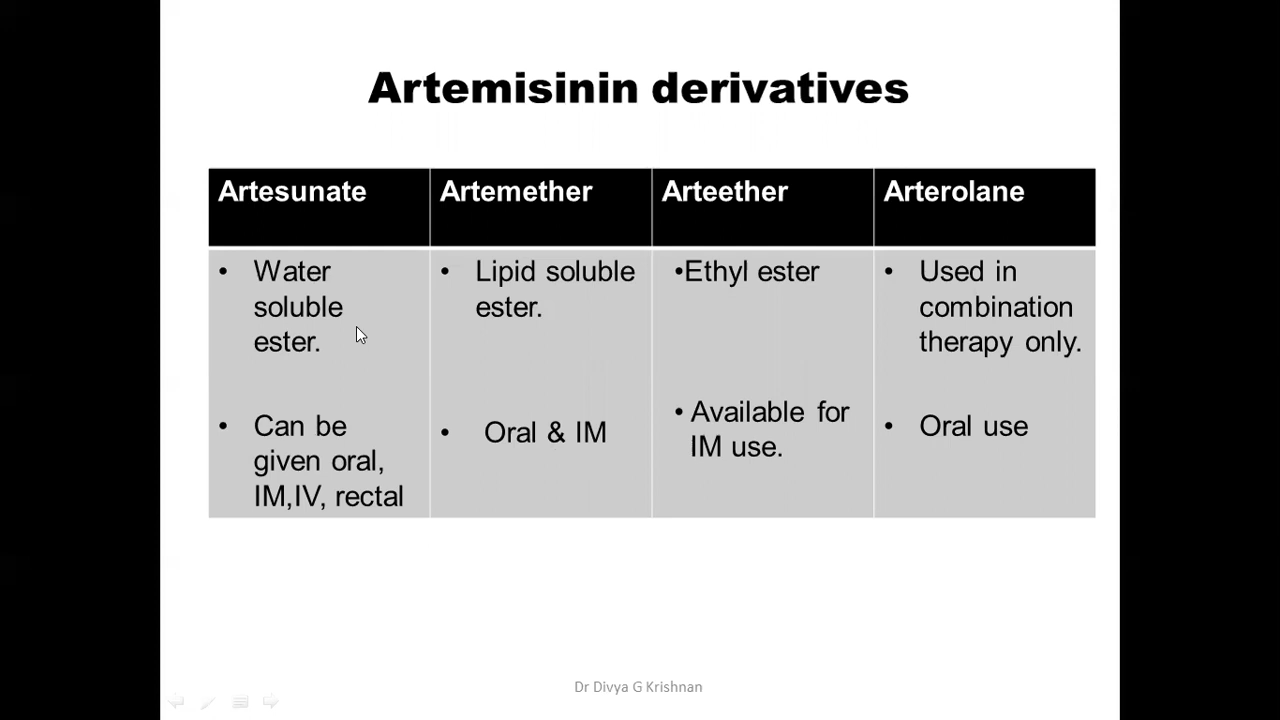 Artemisinin derivatives
Artesunate
Artemether
Arteether
Arterolane
• Water
soluble
ester.
• Can be
given oral,
IM,IV, rectal
• Lipid soluble
ester.
• Oral & IM
•Ethyl ester
• Available for
IM use.
• Used in
combination
therapy only.
• Oral use
Dr Divya G Krishnan